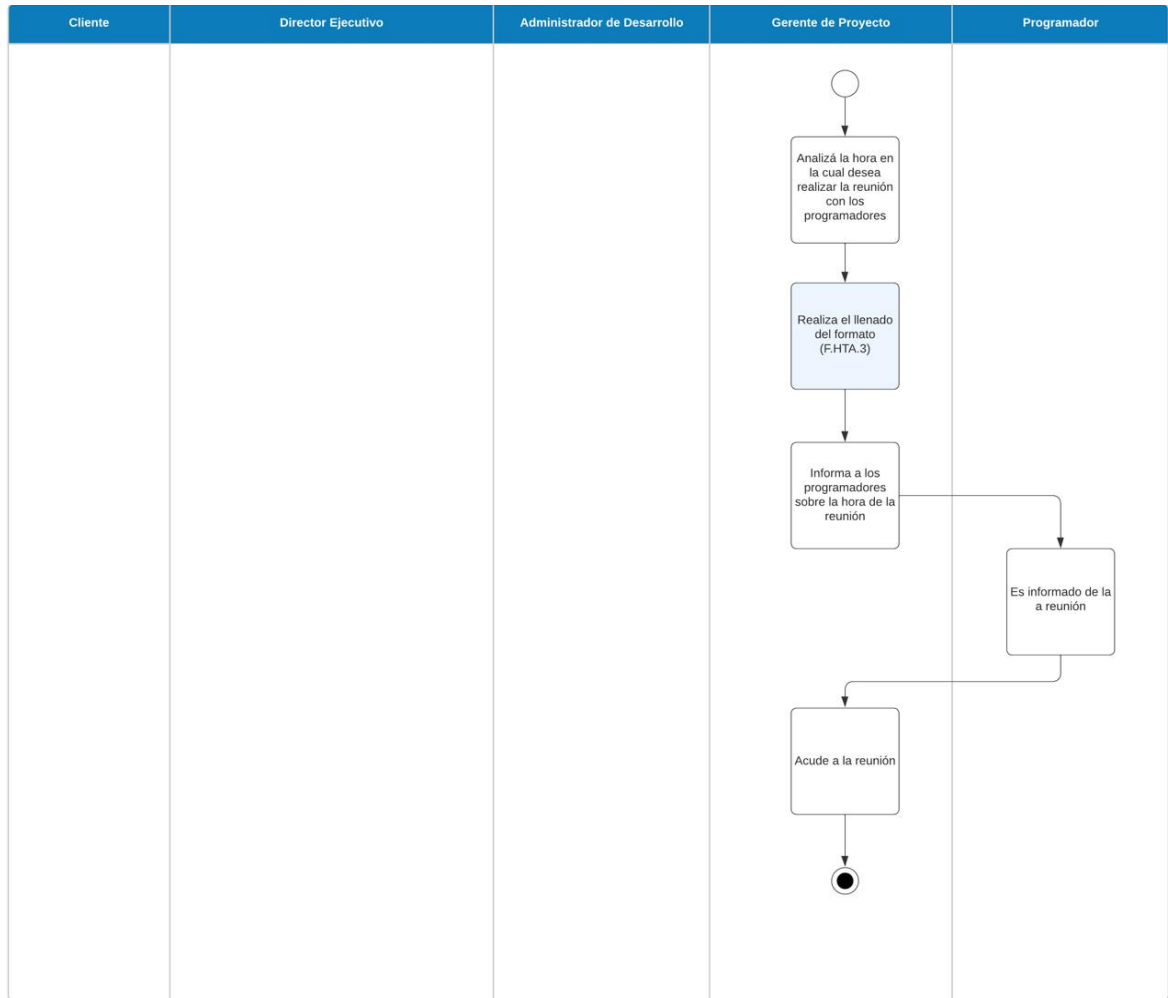 Cliente
Director Ejecutivo
Administrador de Desarrollo
Gerente de Proyecto
Programador
Analizá la hora en
la cual desea
realizar la reunión
con los
programadores
Realiza el llenado
del formato
(F.HTA.3)
Informa a los
programadores
sobre la hora de la
reunión
Es informado de la
a reunión
Acude a la reunión